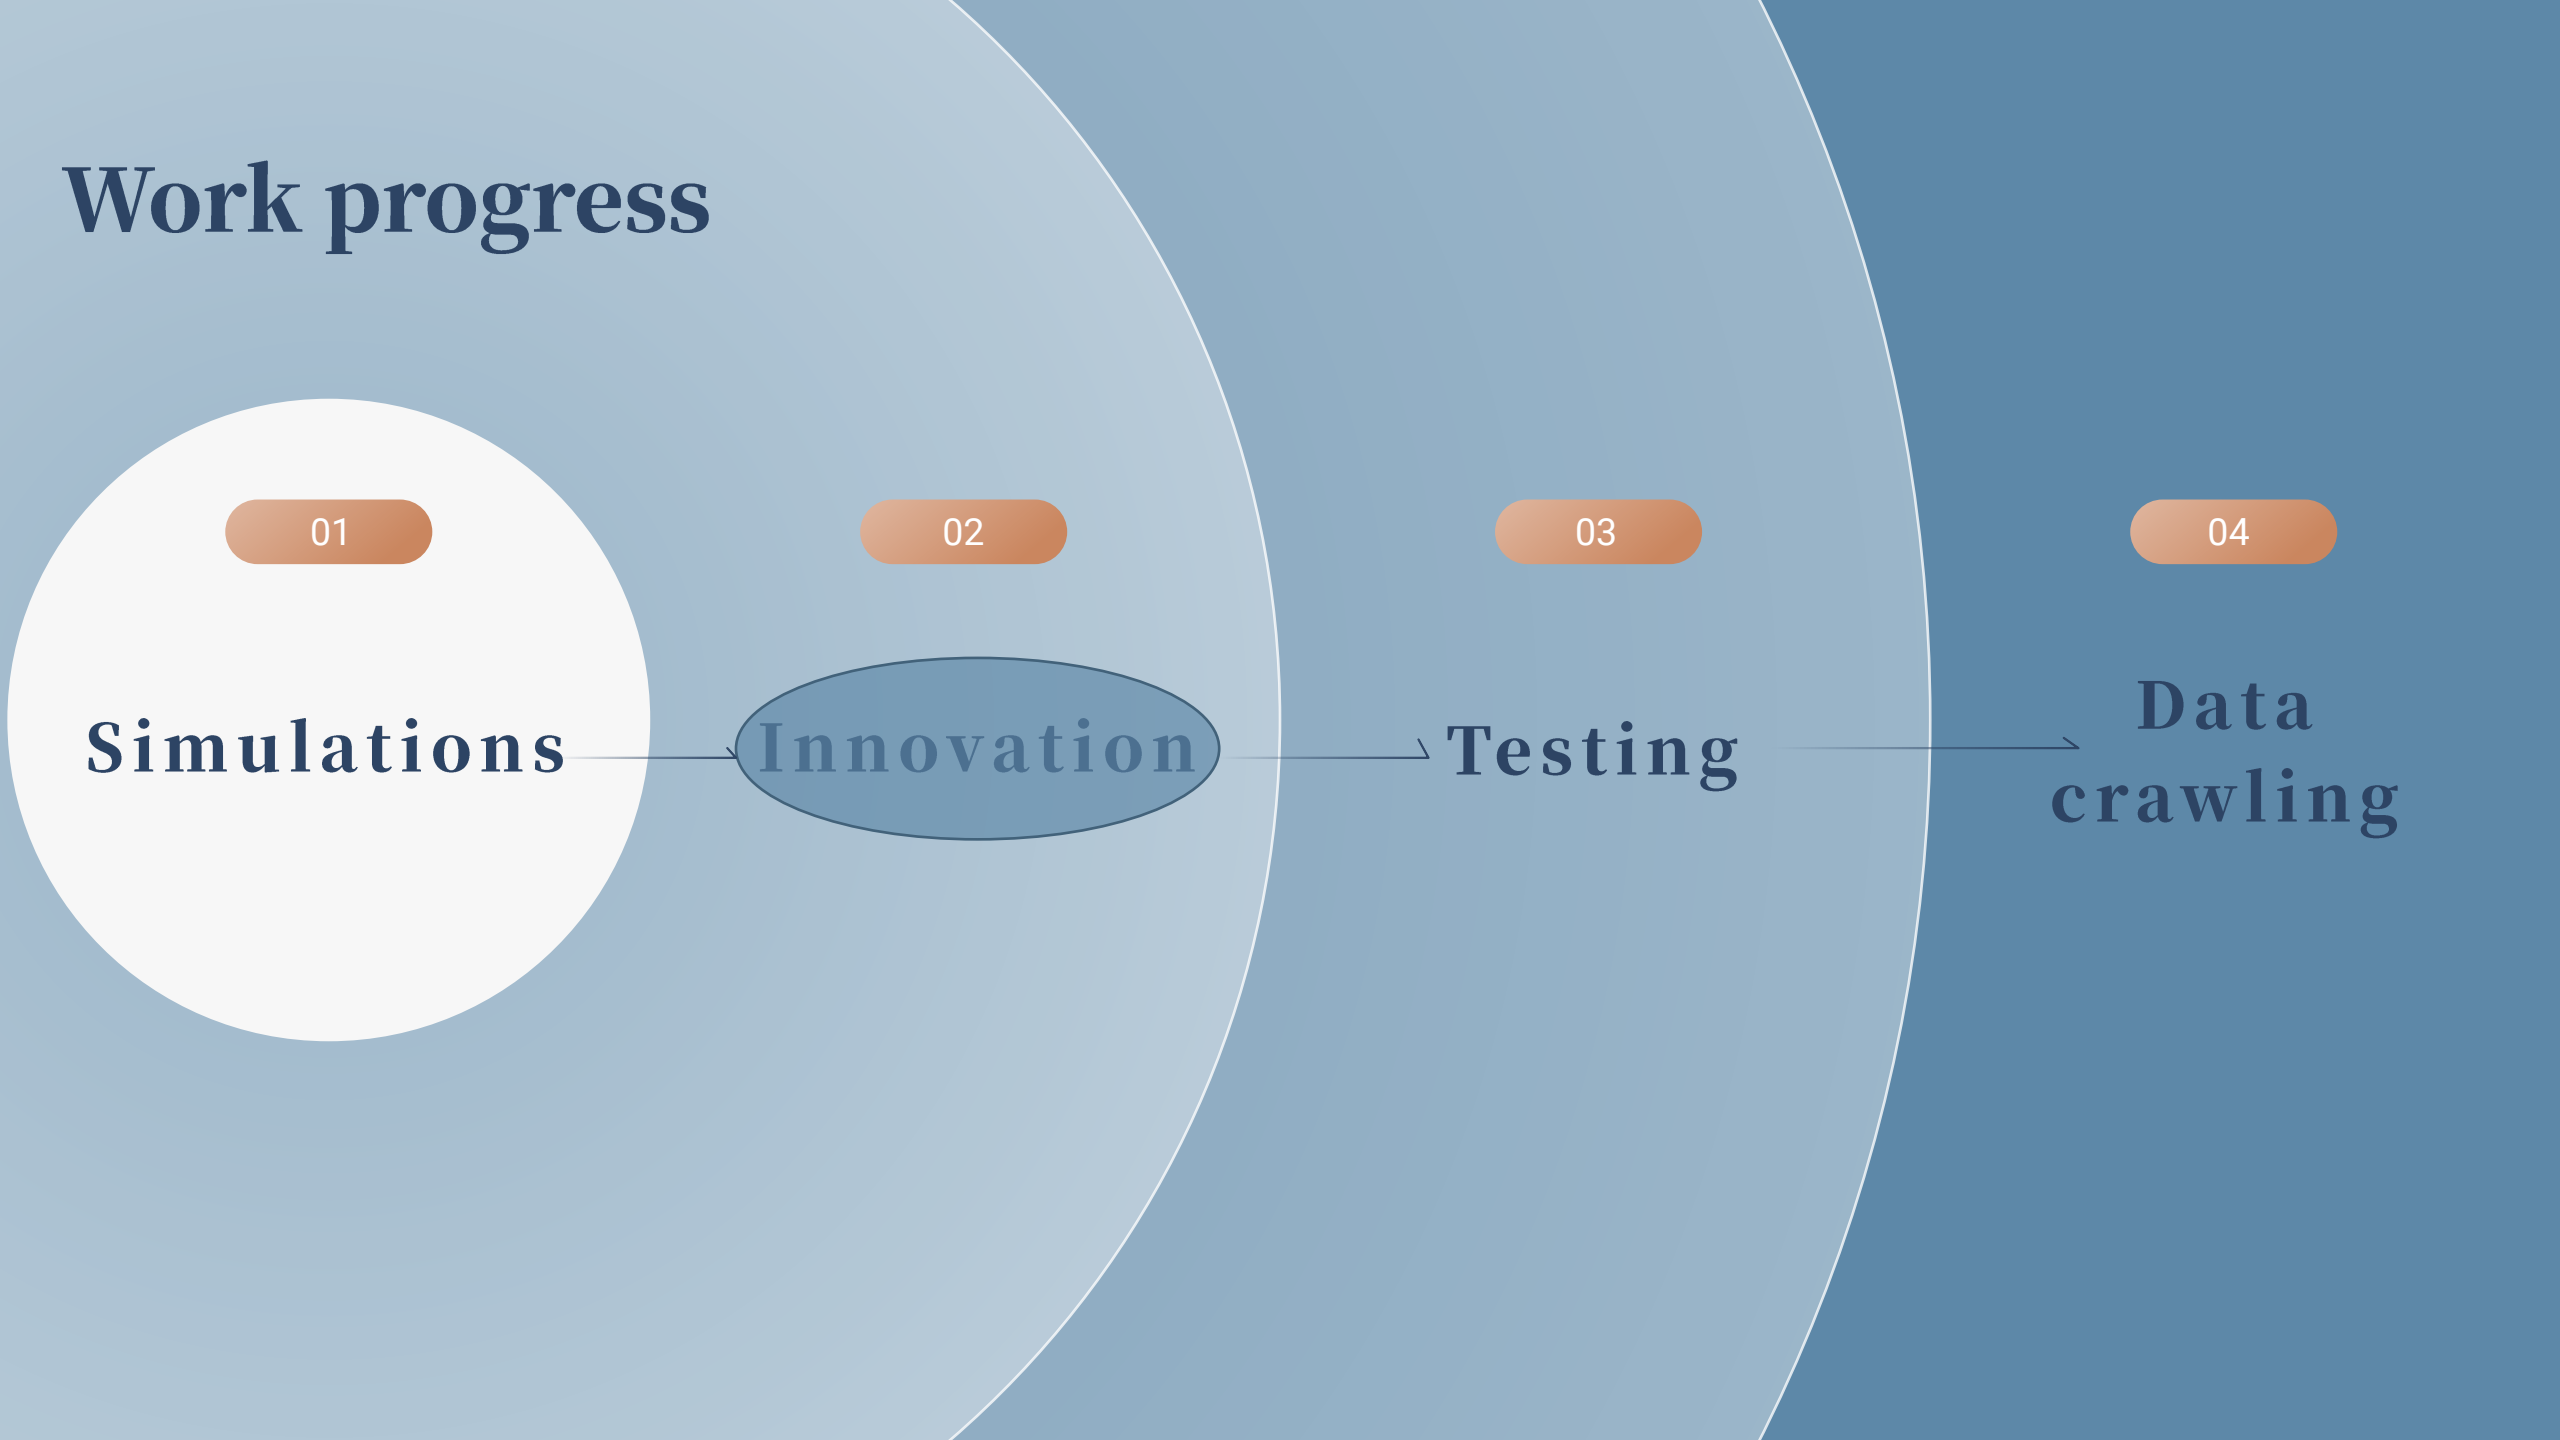 Work progress
01
02
03
04
Simulations
Innovation
Testing
Data
crawling